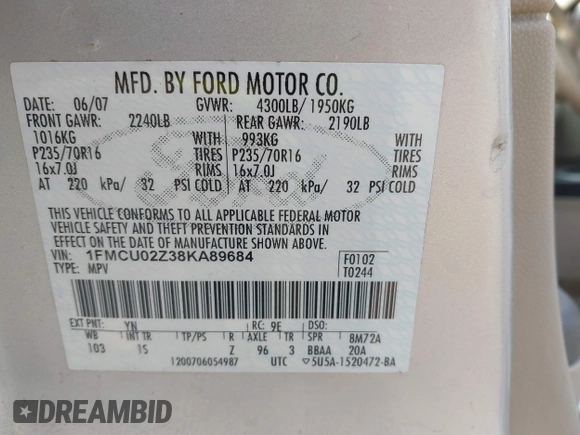 MFD. BY FORD MOTOR CO.
DATE: 06/07 GVWR: 4300LB/1950KG
FRONT GAWR: 2240LB REAR GAWR: 2190LB
1016KG WITH 993KG WITH
P235/70R16 TIRES P235/70R16 TIRES
16x7.0J RIMS 16x7.0J RIMS
AT 220 kPa/ 32 PSI COLD AT 220 kPa/ 32 PSI COLD
Ford
THIS VEHICLE CONFORMS TO ALL APPLICABLE FEDERAL MOTOR
VEHICLE SAFETY AND THEFT PREVENTION STANDARDS IN
EFFECT ON THE DATE OF MANUFACTURE SHOWN ABOVE.
VIN: 1FMCU02Z38KA89684 F0102
TYPE: MPV T0244
EXT PNT: YN RC: 9E DSO:
WB INT TR TP/PS R AXLE TR SPR 8M72A
103 1S Z 96 3 BBAA 20A
1200706054987 UTC ▽5U5A-1520472-BA
DREAMBID